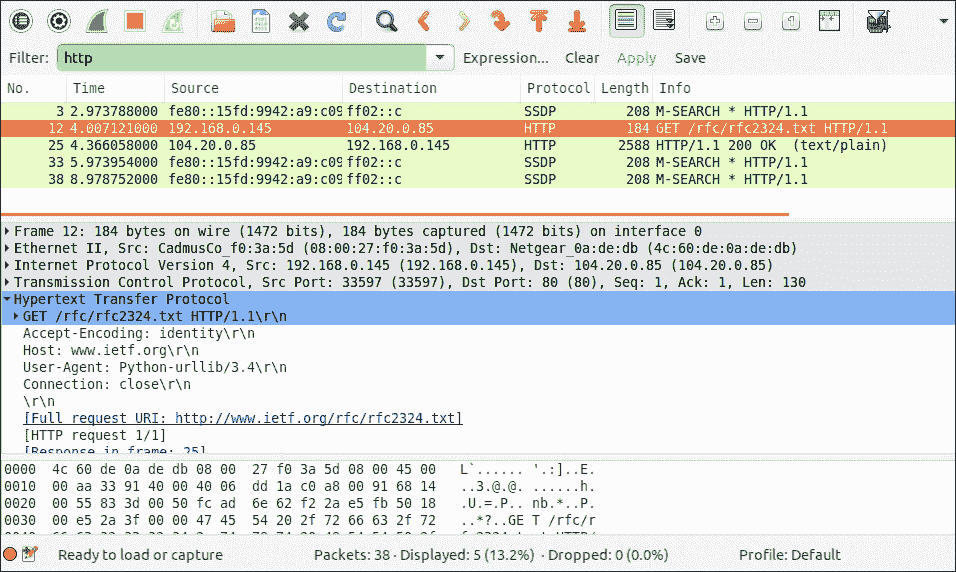 Filter: http Expression... Clear Apply Save
No. Time Source Destination Protocol Length Info
3 2.973788000 fe80::15fd:9942:a9:c09 ff02::c SSDP 208 M-SEARCH * HTTP/1.1
12 4.007121000 192.168.0.145 104.20.0.85 HTTP 184 GET /rfc/rfc2324.txt HTTP/1.1
25 4.366058000 104.20.0.85 192.168.0.145 HTTP 2588 HTTP/1.1 200 OK (text/plain)
33 5.973954000 fe80::15fd:9942:a9:c09 ff02::c SSDP 208 M-SEARCH * HTTP/1.1
38 8.978752000 fe80::15fd:9942:a9:c09 ff02::c SSDP 208 M-SEARCH * HTTP/1.1
Frame 12: 184 bytes on wire (1472 bits), 184 bytes captured (1472 bits) on interface 0
Ethernet II, Src: CadmusCo_f0:3a:5d (08:00:27:f0:3a:5d), Dst: Netgear_0a:de:db (4c:60:de:0a:de:db)
Internet Protocol Version 4, Src: 192.168.0.145 (192.168.0.145), Dst: 104.20.0.85 (104.20.0.85)
Transmission Control Protocol, Src Port: 33597 (33597), Dst Port: 80 (80), Seq: 1, Ack: 1, Len: 130
Hypertext Transfer Protocol
GET /rfc/rfc2324.txt HTTP/1.1\r\n
Accept-Encoding: identity\r\n
Host: www.ietf.org\r\n
User-Agent: Python-urllib/3.4\r\n
Connection: close\r\n
\r\n
[Full request URI: http://www.ietf.org/rfc/rfc2324.txt]
[HTTP request 1/1]
[Response in frame: 25]
0000 4c 60 de 0a de db 08 00 27 f0 3a 5d 08 00 45 00 L`...... '.:]..E.
0010 00 aa 33 91 40 00 40 06 dd 1a c0 a8 00 91 68 14 ..3.@.@. ......h.
0020 00 55 83 3d 00 50 fc ad 6e 62 f2 2a e5 fb 50 18 .U.=.P.. nb.*..P.
0030 00 e5 2a 3f 00 00 47 45 54 20 2f 72 66 63 2f 72 ..*?..GE T /rfc/r
Ready to load or capture Packets: 38 · Displayed: 5 (13.2%) · Dropped: 0 (0.0%) Profile: Default